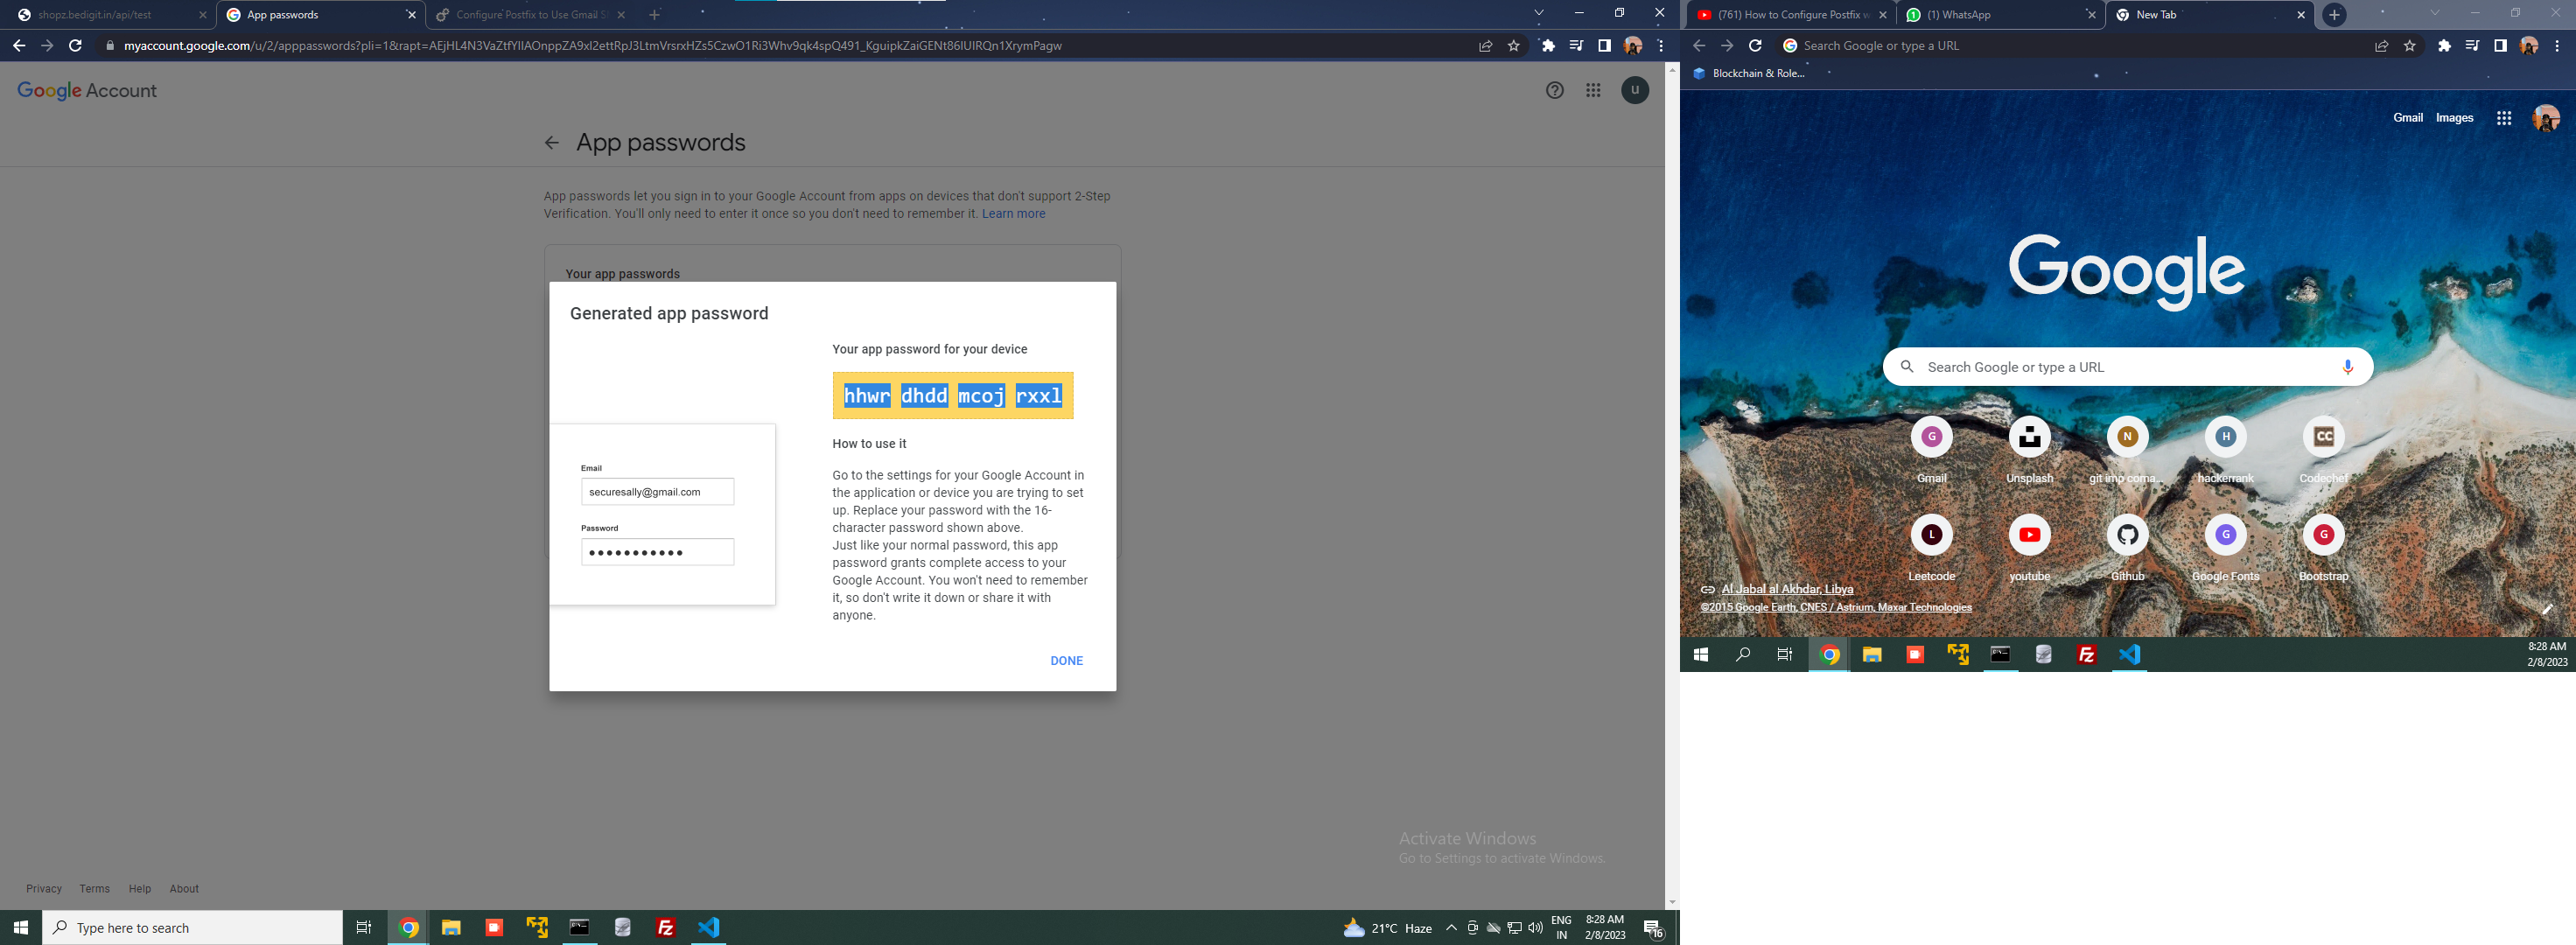 shopz.bedigit.in/api/test
App passwords
Configure Postfix to Use Gmail
myaccount.google.com/u/2/apppasswords?pli=1
Google Account
u
App passwords
App passwords let you sign in to your Google Account from apps on devices that don't support 2-Step
Verification. You'll only need to enter it once so you don't need to remember it. Learn more
Your app passwords
Generated app password
Your app password for your device
hhwr dhdd mcoj rxxl
Email
securesally@gmail.com
Password
How to use it
Go to the settings for your Google Account in
the application or device you are trying to set
up. Replace your password with the 16-
character password shown above.
Just like your normal password, this app
password grants complete access to your
Google Account. You won't need to remember
it, so don't write it down or share it with
anyone.
DONE
Activate Windows
Go to Settings to activate Windows.
Privacy Terms Help About
Type here to search
21°C Haze
ENG
IN
8:28 AM
2/8/2023
16
(761) How to Configure Postfix
(1) WhatsApp
New Tab
Search Google or type a URL
Blockchain & Role...
Gmail Images
Google
Search Google or type a URL
G
N
H
CC
Gmail
Unsplash
git imp coma...
hackerrank
Codechef
L
G
G
Leetcode
youtube
Github
Google Fonts
Bootstrap
Al Jabal al Akhdar, Libya
©2015 Google Earth, CNES / Astrium, Maxar Technologies
8:28 AM
2/8/2023